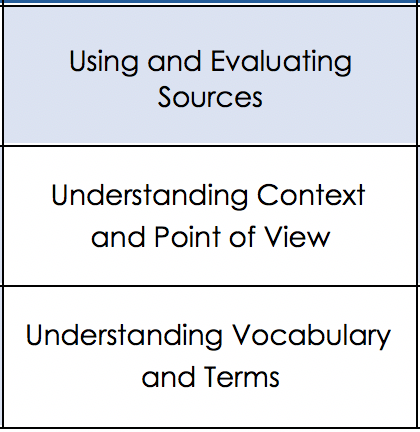 Using and Evaluating
Sources
Understanding Context
and Point of View
Understanding Vocabulary
and Terms